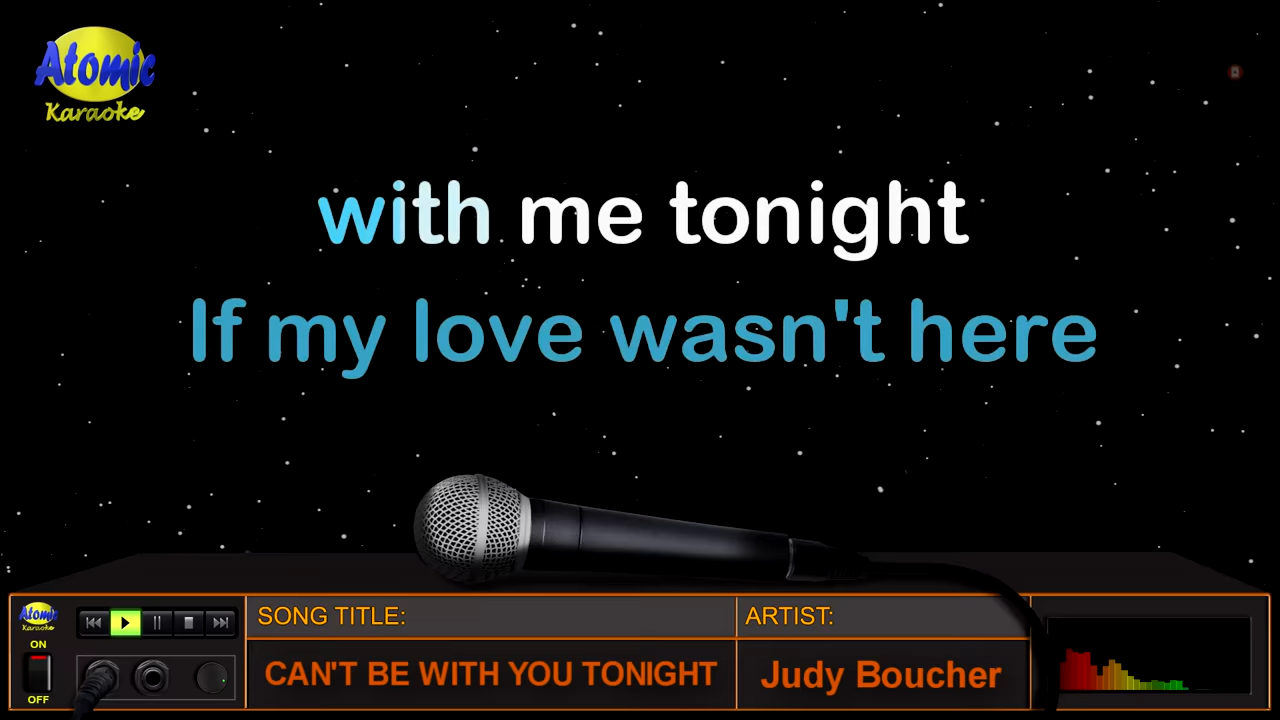 Atomic
Karaoke
with me tonight
If my love wasn't here
Atomic
Karaoke
ON
OFF
SONG TITLE:
CAN'T BE WITH YOU TONIGHT
ARTIST:
Judy Boucher